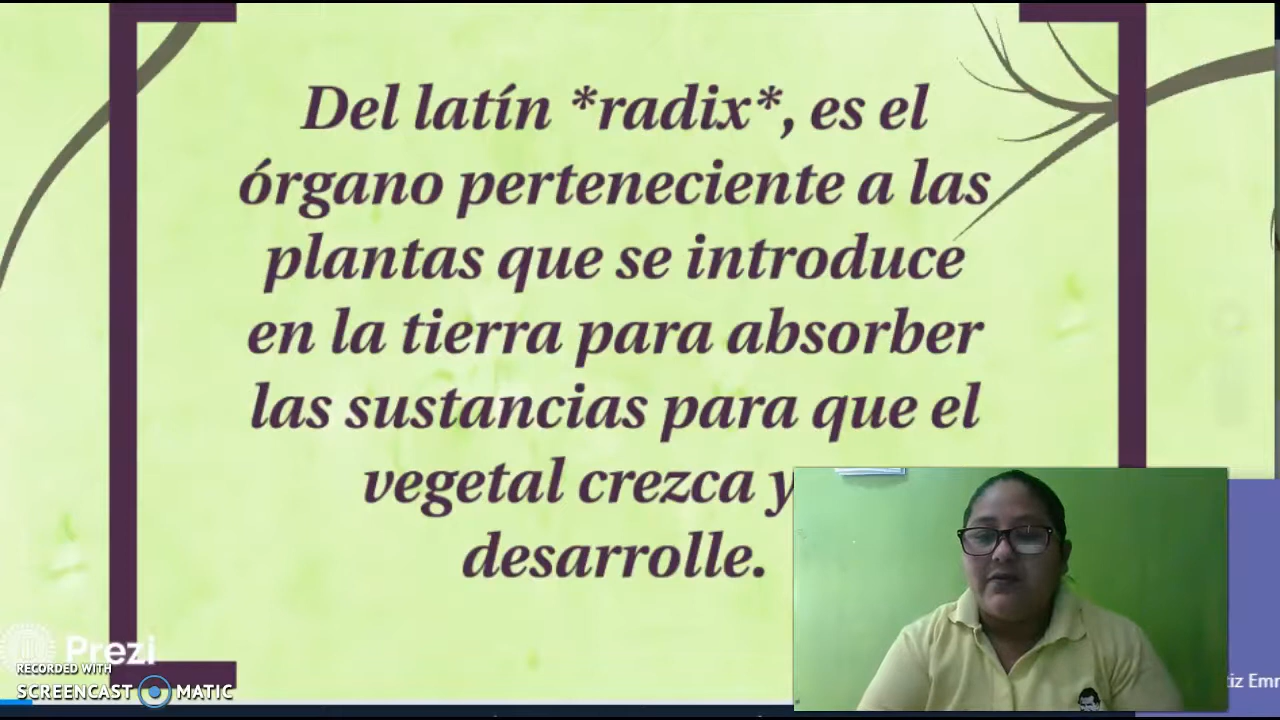 Del latín *radix*, es el
órgano perteneciente a las
plantas que se introduce
en la tierra para absorber
las sustancias para que el
vegetal crezca y
desarrolle.
Prezi
RECORDED WITH
SCREENCAST MATIC